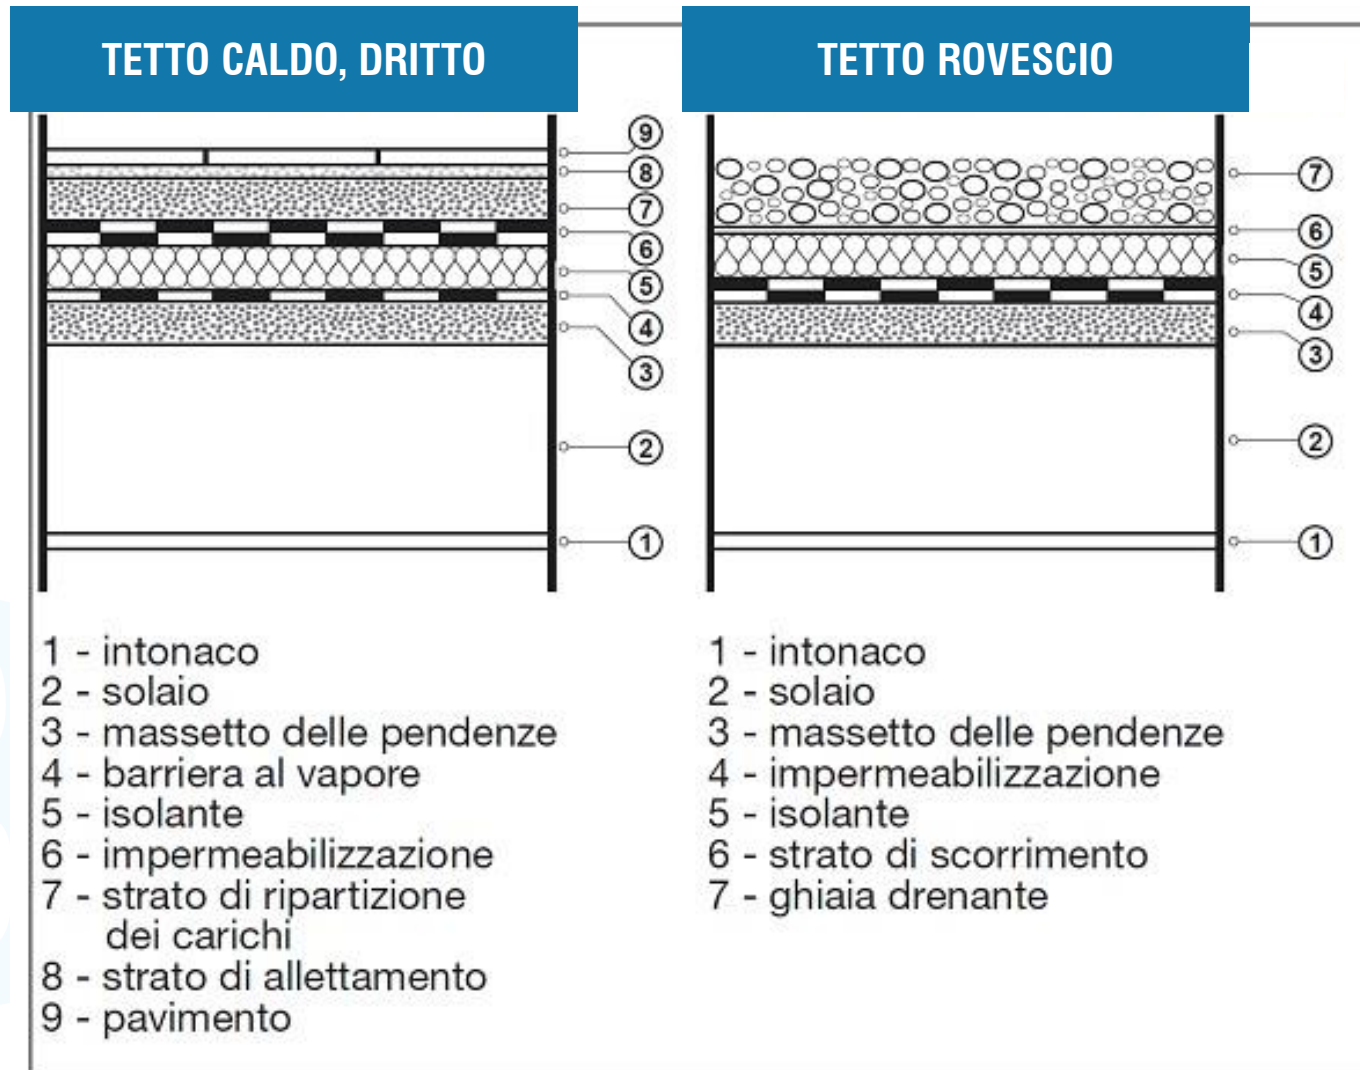 TETTO CALDO, DRITTO
9
8
7
6
5
4
3
2
1
1 - intonaco
2 - solaio
3 - massetto delle pendenze
4 - barriera al vapore
5 - isolante
6 - impermeabilizzazione
7 - strato di ripartizione
dei carichi
8 - strato di allettamento
9 - pavimento
TETTO ROVESCIO
7
6
5
4
3
2
1
1 - intonaco
2 - solaio
3 - massetto delle pendenze
4 - impermeabilizzazione
5 - isolante
6 - strato di scorrimento
7 - ghiaia drenante